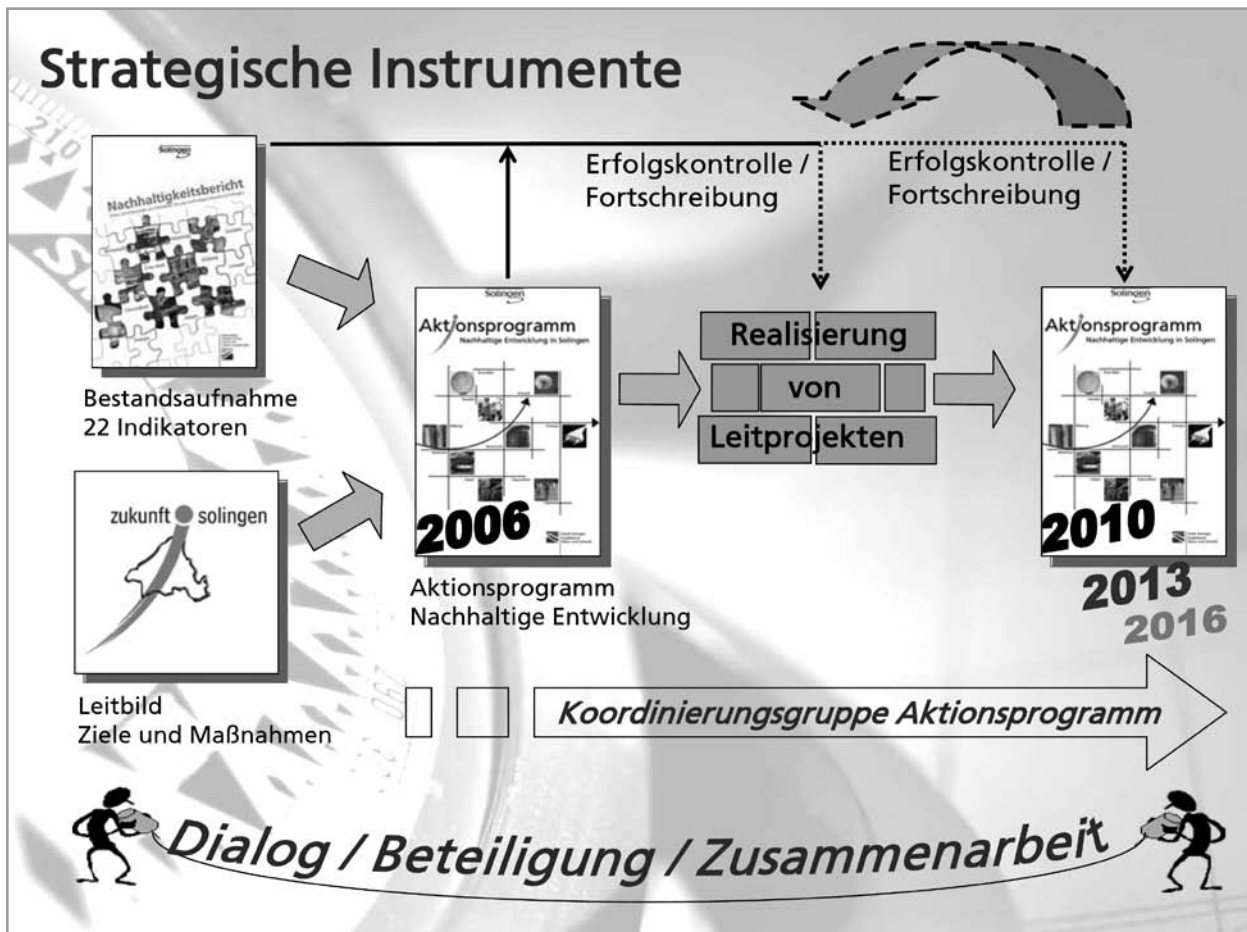 Strategische Instrumente
210
Solingen
Nachhaltigkeitsbericht
Erfolgskontrolle /
Fortschreibung
Erfolgskontrolle /
Fortschreibung
Bestandsaufnahme
22 Indikatoren
Solingen
Aktionsprogramm
Nachhaltige Entwicklung in Solingen
2006
Aktionsprogramm
Nachhaltige Entwicklung
Realisierung
von
Leitprojekten
Solingen
Aktionsprogramm
Nachhaltige Entwicklung in Solingen
2010
2013
2016
zukunft solingen
Leitbild
Ziele und Maßnahmen
Koordinierungsgruppe Aktionsprogramm
Dialog / Beteiligung / Zusammenarbeit